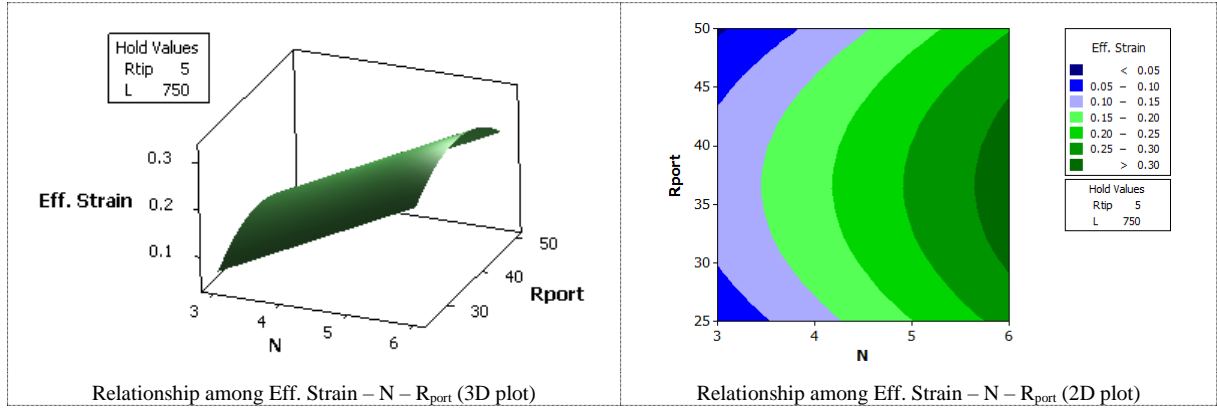 Hold Values
Rtip 5
L 750
0.3
Eff. Strain 0.2
0.1
3
4
5
6
N
30
40
50
Rport
Relationship among Eff. Strain – N – Rport (3D plot)
50
45
40
35
30
25
Rport
3 4 5 6
N
Eff. Strain
< 0.05
0.05 – 0.10
0.10 – 0.15
0.15 – 0.20
0.20 – 0.25
0.25 – 0.30
> 0.30
Hold Values
Rtip 5
L 750
Relationship among Eff. Strain – N – Rport (2D plot)